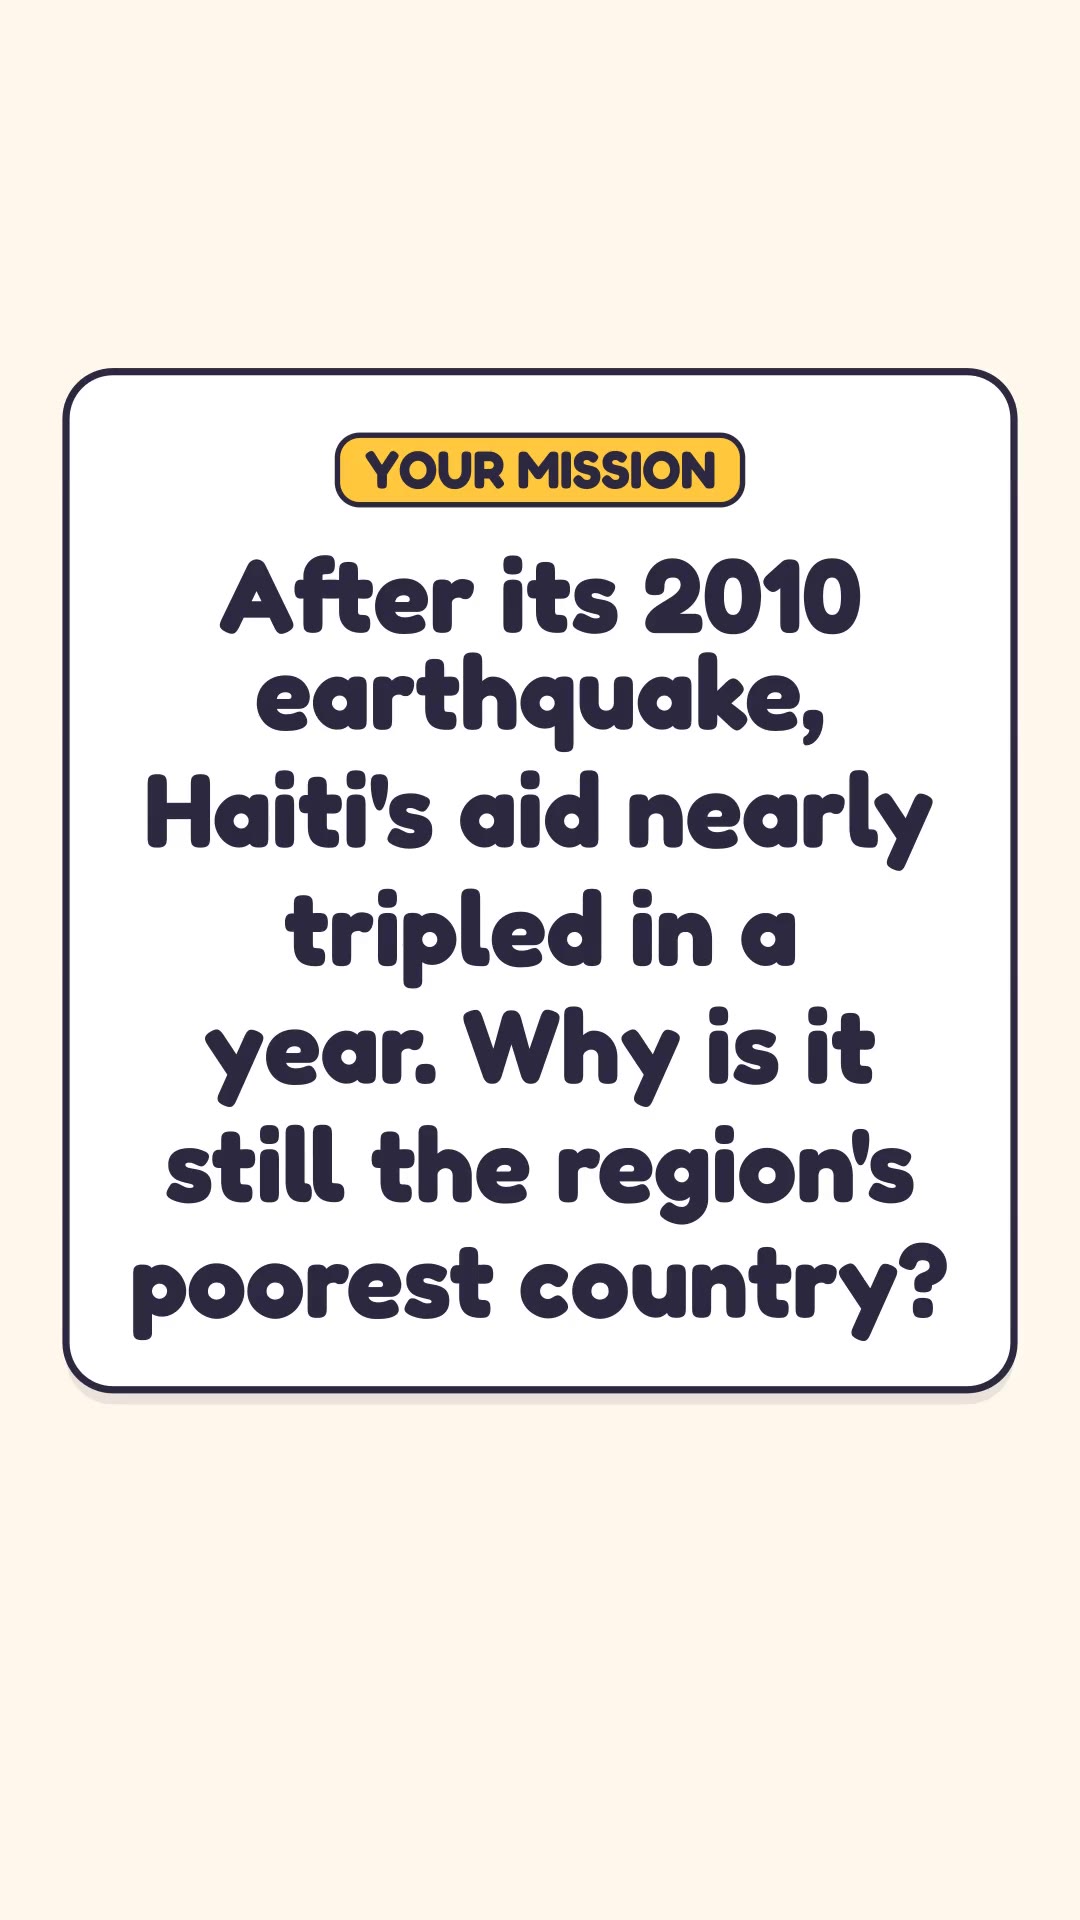 YOUR MISSION
After its 2010
earthquake,
Haiti's aid nearly
tripled in a
year. Why is it
still the region's
poorest country?